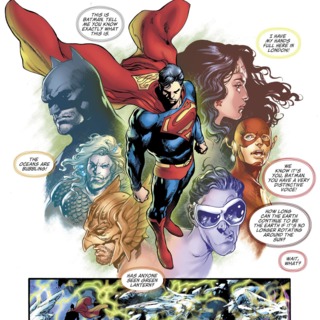 THIS IS
BATMAN. TELL
ME YOU KNOW
EXACTLY WHAT
THIS IS.
I HAVE
MY HANDS
FULL HERE IN
LONDON!
THE
OCEANS ARE
BUBBLING!
WE
KNOW IT'S
YOU, BATMAN.
YOU HAVE A VERY
DISTINCTIVE
VOICE!
HOW LONG
CAN THE EARTH
CONTINUE TO BE
THE EARTH IF IT'S NO
LONGER ROTATING
AROUND THE
SUN?
WAIT,
WHAT?
HAS ANYONE
SEEN GREEN
LANTERN?